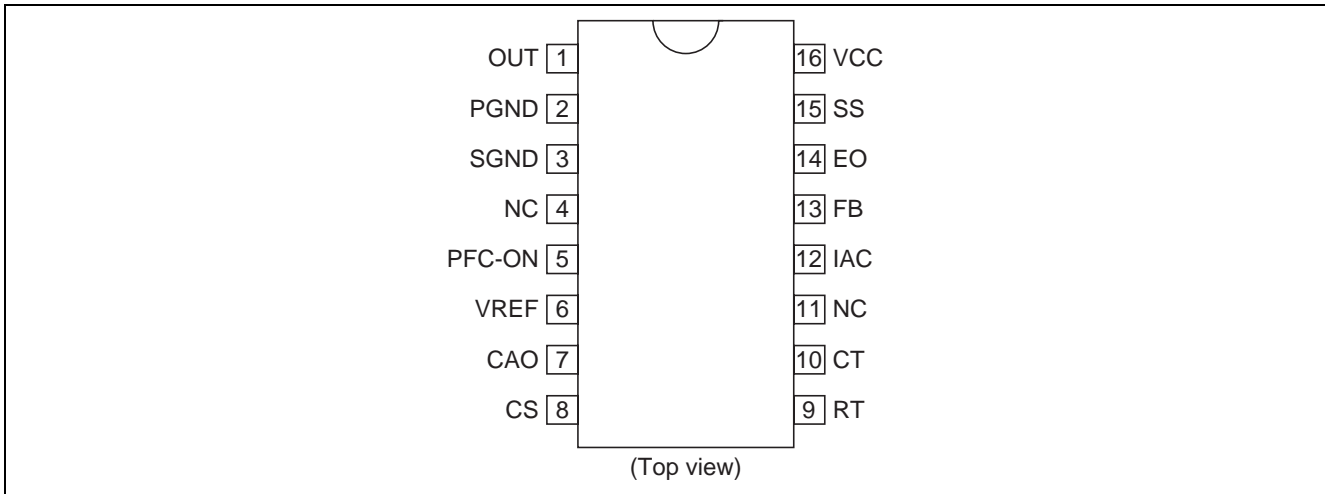 OUT 1 16 VCC
PGND 2 15 SS
SGND 3 14 EO
NC 4 13 FB
PFC-ON 5 12 IAC
VREF 6 11 NC
CAO 7 10 CT
CS 8 9 RT
(Top view)